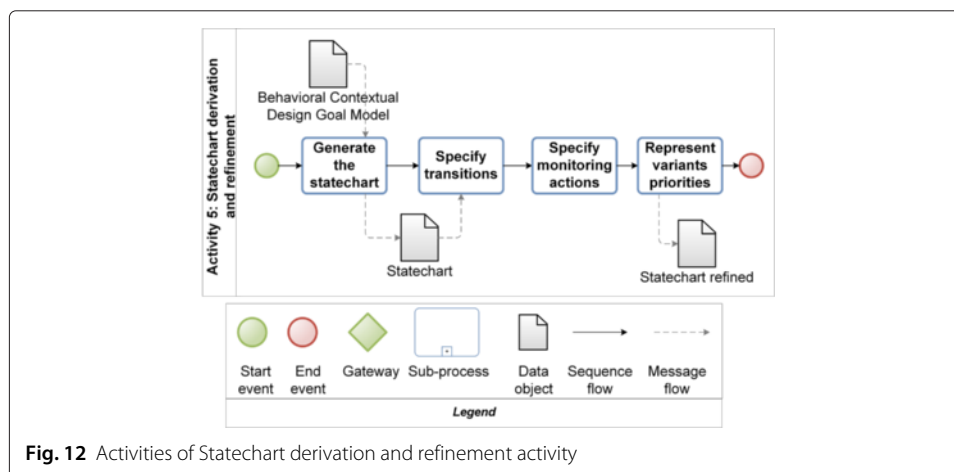 Activity 5: Statechart derivation
and refinement
Behavioral Contextual
Design Goal Model
Generate
the
statechart
Specify
transitions
Specify
monitoring
actions
Represent
variants
priorities
Statechart
Statechart refined
Start
event
End
event
Gateway
Sub-process
Data
object
Sequence
flow
Message
flow
Legend
Fig. 12 Activities of Statechart derivation and refinement activity